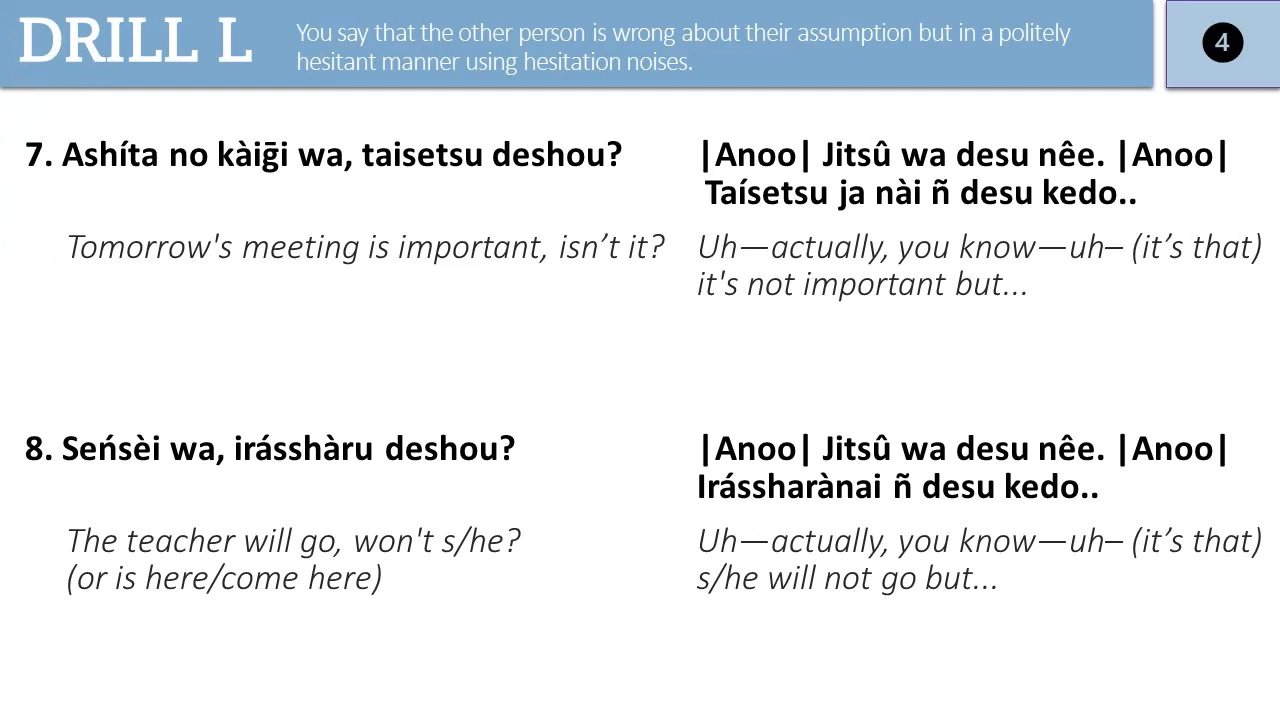 DRILL L
You say that the other person is wrong about their assumption but in a politely
hesitant manner using hesitation noises.
4
7. Ashíta no kàiḡi wa, taisetsu deshou?
|Anoo| Jitsû wa desu nêe. |Anoo|
Taísetsu ja nài ñ desu kedo..
Tomorrow's meeting is important, isn’t it?
Uh—actually, you know—uh– (it’s that)
it's not important but...
8. Seńsèi wa, irásshàru deshou?
|Anoo| Jitsû wa desu nêe. |Anoo|
Irássharànai ñ desu kedo..
The teacher will go, won't s/he?
(or is here/come here)
Uh—actually, you know—uh– (it’s that)
s/he will not go but...